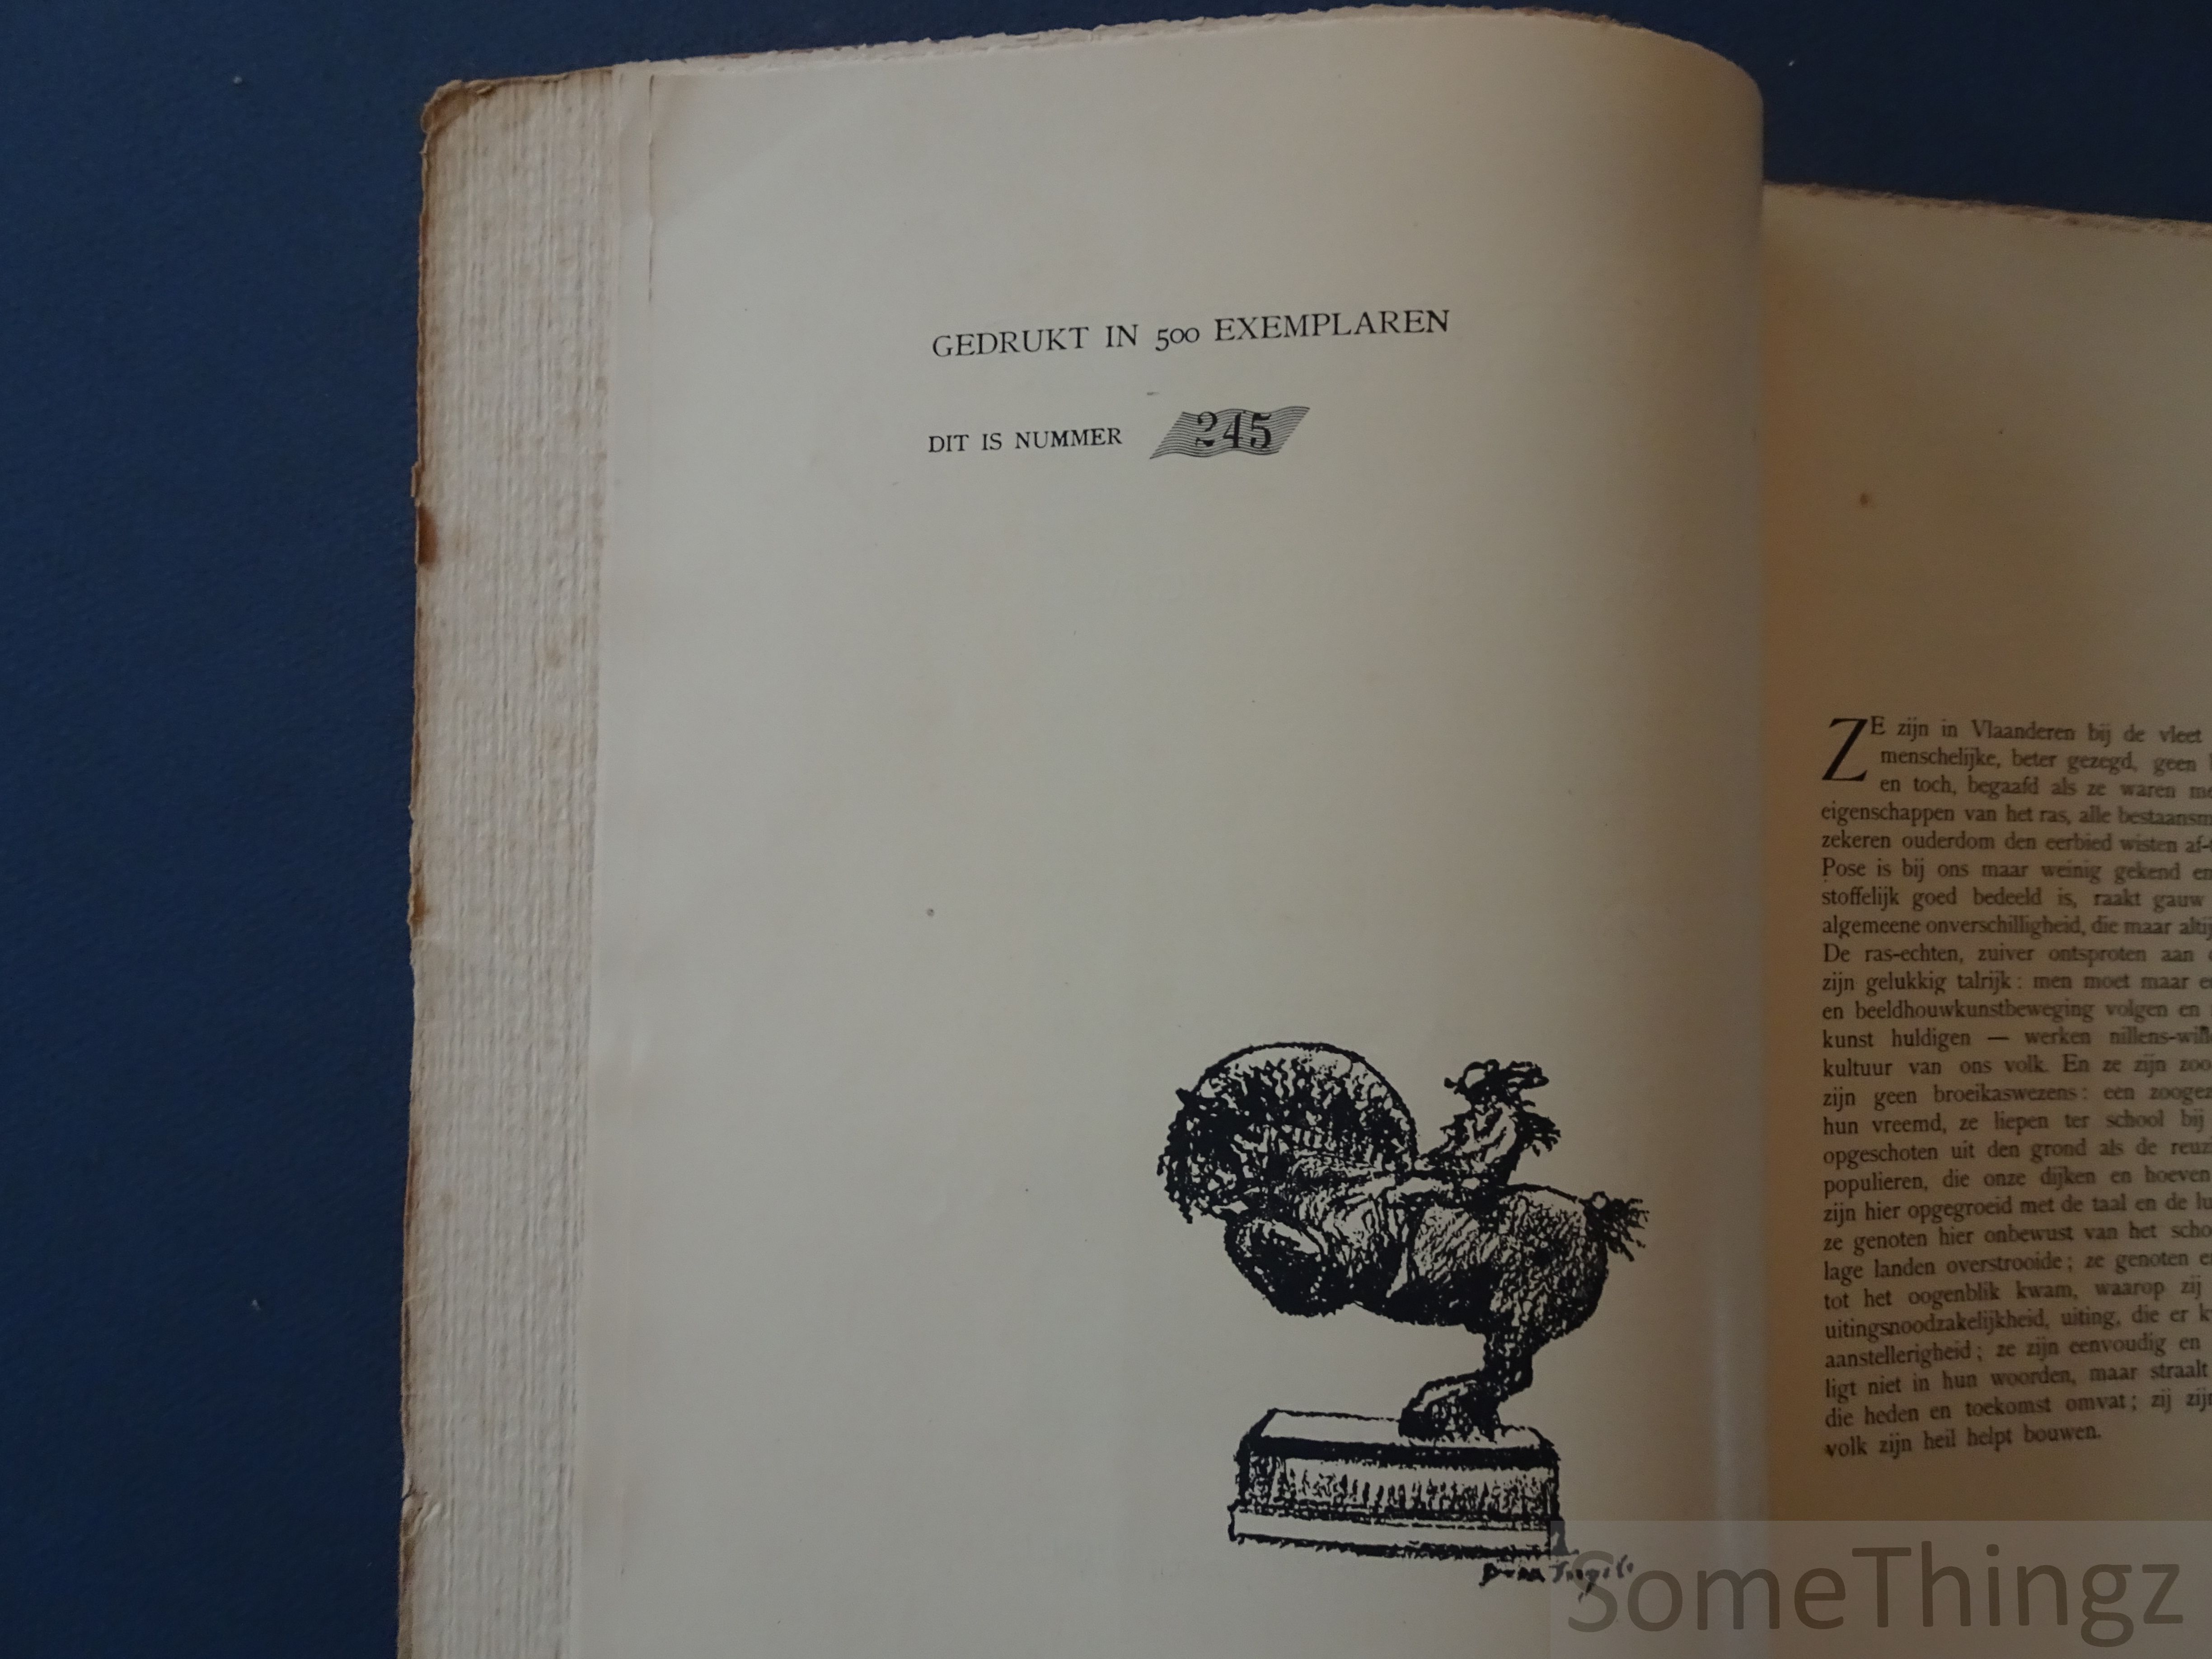 GEDRUKT IN 500 EXEMPLAREN
DIT IS NUMMER 245
ZE zijn in Vlaanderen bij de vleet
menschelijke, beter gezegd, geen
en toch, begaafd als ze waren
eigenschappen van het ras, alle
zekeren ouderdom den eerbied wisten
Pose is bij ons maar weinig gekend
stoffelijk goed bedeeld is, raakt gauw
algemeene onverschilligheid, die maar
De ras-echten, zuiver ontsproten aan
zijn gelukkig talrijk: men moet maar
en beeldhouwkunstbeweging volgen en
kunst huldigen — werken
kultuur van ons volk. En ze zijn
zijn geen broeikaswezens: een
hun vreemd, ze liepen ter school bij
opgeschoten uit den grond als de
populieren, die onze dijken en hoeven
zijn hier opgegroeid met de taal en de
ze genoten hier onbewust van het
lage landen overstrooide; ze genoten
tot het oogenblik kwam, waarop zij
uitingsnoodzakelijkheid, uiting, die er
aanstellerigheid; ze zijn eenvoudig en
ligt niet in hun woorden, maar straalt
die heden en toekomst omvat; zij
volk zijn heil helpt bouwen.
SomeThingz